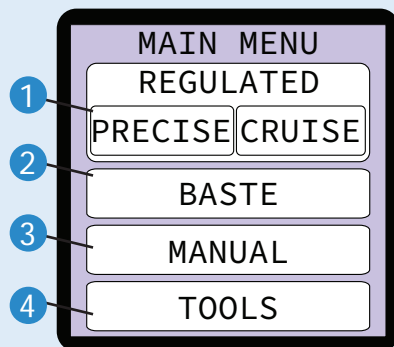 MAIN MENU
REGULATED
1
PRECISE CRUISE
2
BASTE
3
MANUAL
4
TOOLS